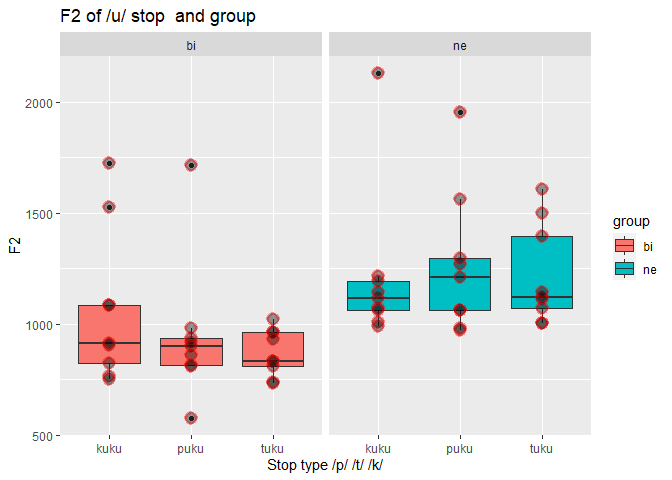 F2 of /u/ stop  and group
bi
ne
2000
1500
1000
500
F2
kuku
puku
tuku
kuku
puku
tuku
Stop type /p/ /t/ /k/
group
bi
ne